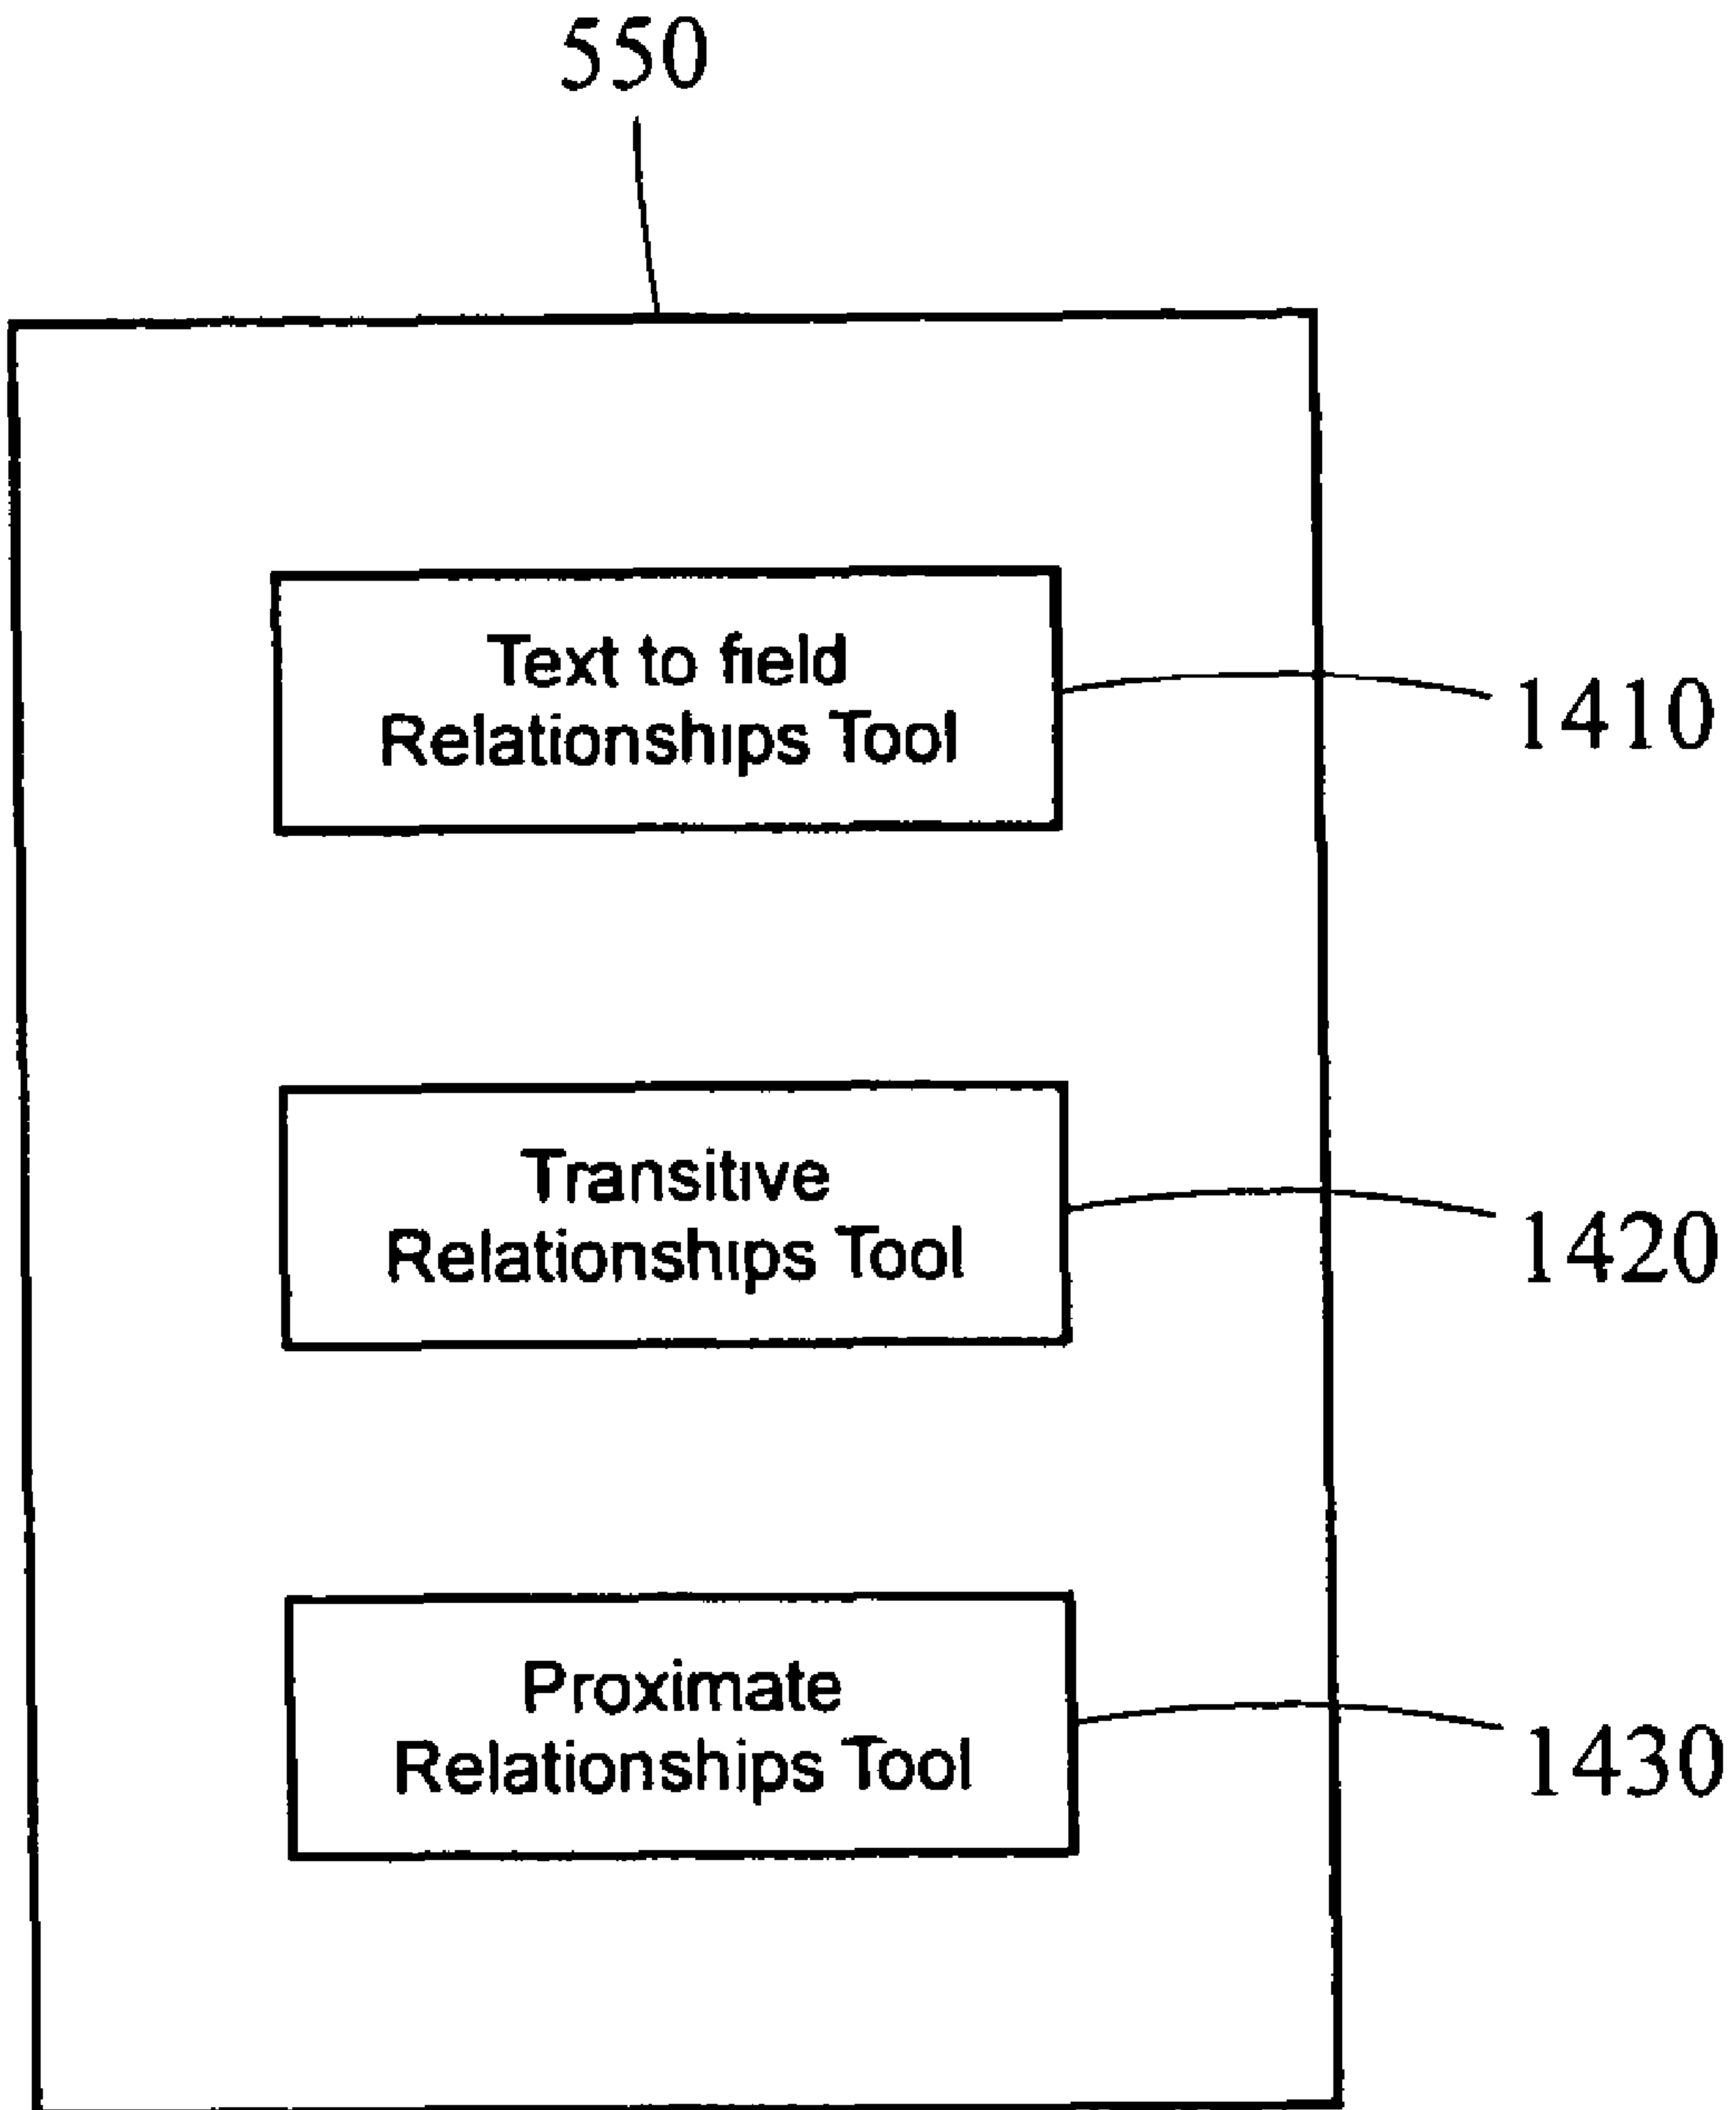 550
Text to field
Relationships Tool
1410
Transitive
Relationships Tool
1420
Proximate
Relationships Tool
1430